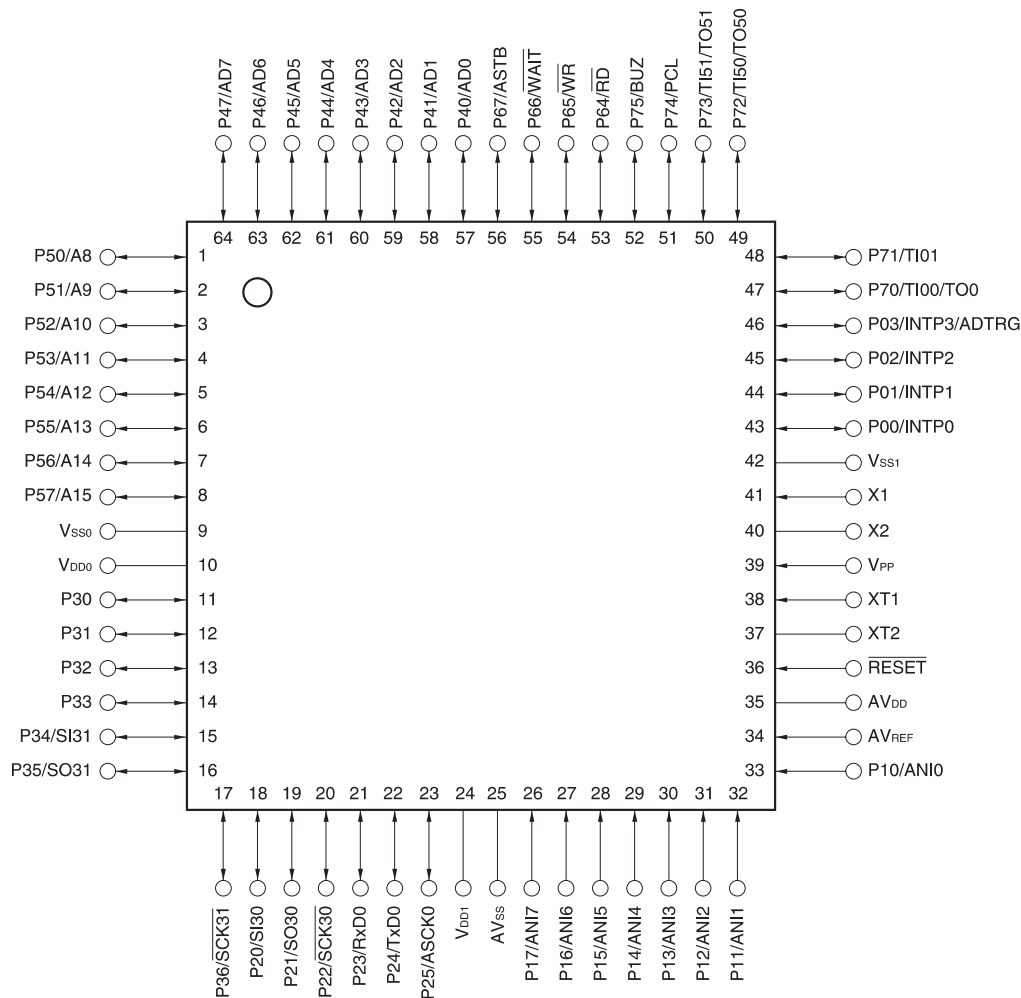 P47/AD7
P46/AD6
P45/AD5
P44/AD4
P43/AD3
P42/AD2
P41/AD1
P40/AD0
P67/ASTB
P66/WAIT
P65/WR
P64/RD
P75/BUZ
P74/PCL
P73/TI51/TO51
P72/TI50/TO50
64 63 62 61 60 59 58 57 56 55 54 53 52 51 50 49
P50/A8 1
P51/A9 2
P52/A10 3
P53/A11 4
P54/A12 5
P55/A13 6
P56/A14 7
P57/A15 8
VSS0 9
VDD0 10
P30 11
P31 12
P32 13
P33 14
P34/SI31 15
P35/SO31 16
48 P71/TI01
47 P70/TI00/TO0
46 P03/INTP3/ADTRG
45 P02/INTP2
44 P01/INTP1
43 P00/INTP0
42 VSS1
41 X1
40 X2
39 VPP
38 XT1
37 XT2
36 RESET
35 AVDD
34 AVREF
33 P10/ANI0
17 18 19 20 21 22 23 24 25 26 27 28 29 30 31 32
P36/SCK31
P20/SI30
P21/SO30
P22/SCK30
P23/RxD0
P24/TxD0
P25/ASCK0
VDD1
AVSS
P17/ANI7
P16/ANI6
P15/ANI5
P14/ANI4
P13/ANI3
P12/ANI2
P11/ANI1